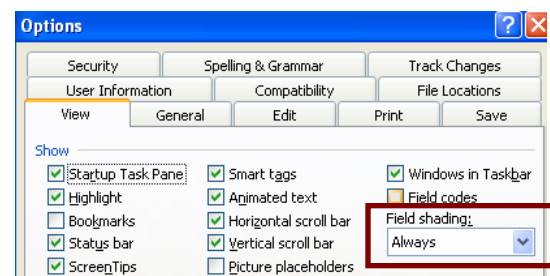 Options
Security Spelling & Grammar Track Changes
User Information Compatibility File Locations
View General Edit Print Save
Show
Startup Task Pane Smart tags Windows in Taskbar
Highlight Animated text Field codes
Bookmarks Horizontal scroll bar Field shading:
Status bar Vertical scroll bar Always
ScreenTips Picture placeholders